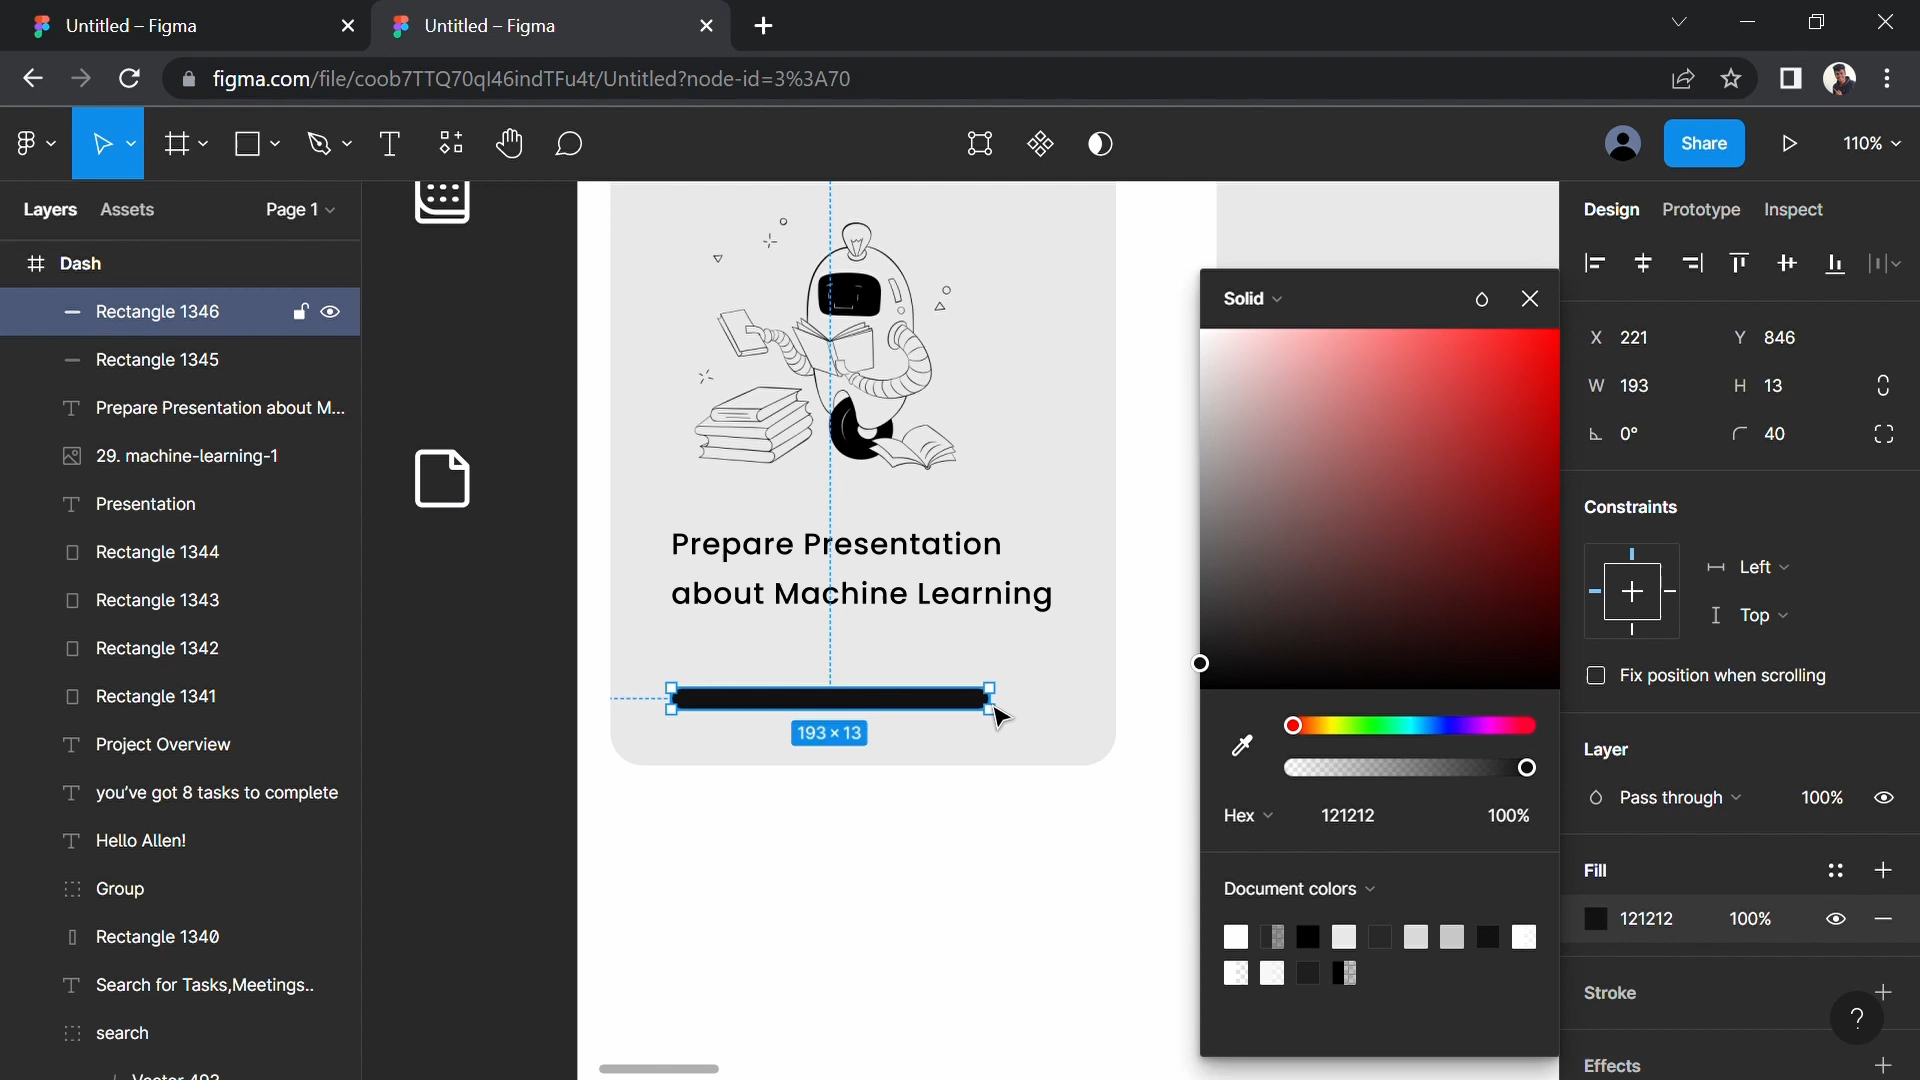 Untitled – Figma
Untitled – Figma
figma.com/file/coob7TTQ70qI46indTFu4t/Untitled?node-id=3%3A70
Share
110%
Layers
Assets
Page 1
Dash
Rectangle 1346
Rectangle 1345
Prepare Presentation about M...
29. machine-learning-1
Presentation
Rectangle 1344
Rectangle 1343
Rectangle 1342
Rectangle 1341
Project Overview
you've got 8 tasks to complete
Hello Allen!
Group
Rectangle 1340
Search for Tasks,Meetings..
search
Prepare Presentation
about Machine Learning
193 × 13
Solid
Hex
121212
100%
Document colors
Design
Prototype
Inspect
X 221
Y 846
W 193
H 13
0°
40
Constraints
Left
Top
Fix position when scrolling
Layer
Pass through
100%
Fill
121212
100%
Stroke
?
Effects